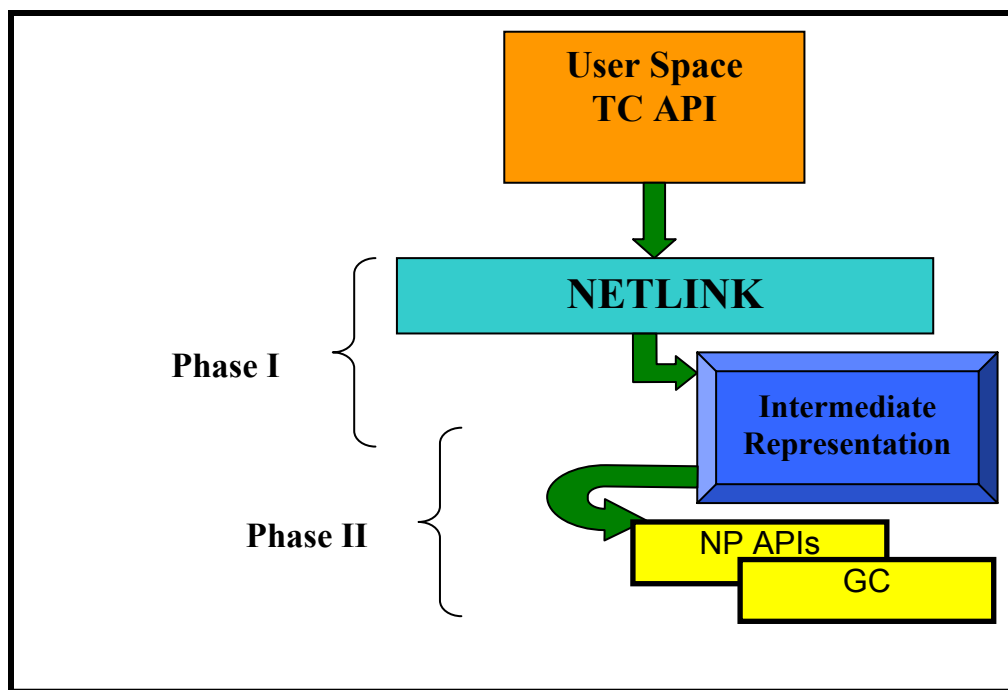 User Space
TC API
NETLINK
Phase I
Intermediate
Representation
Phase II
NP APIs
GC